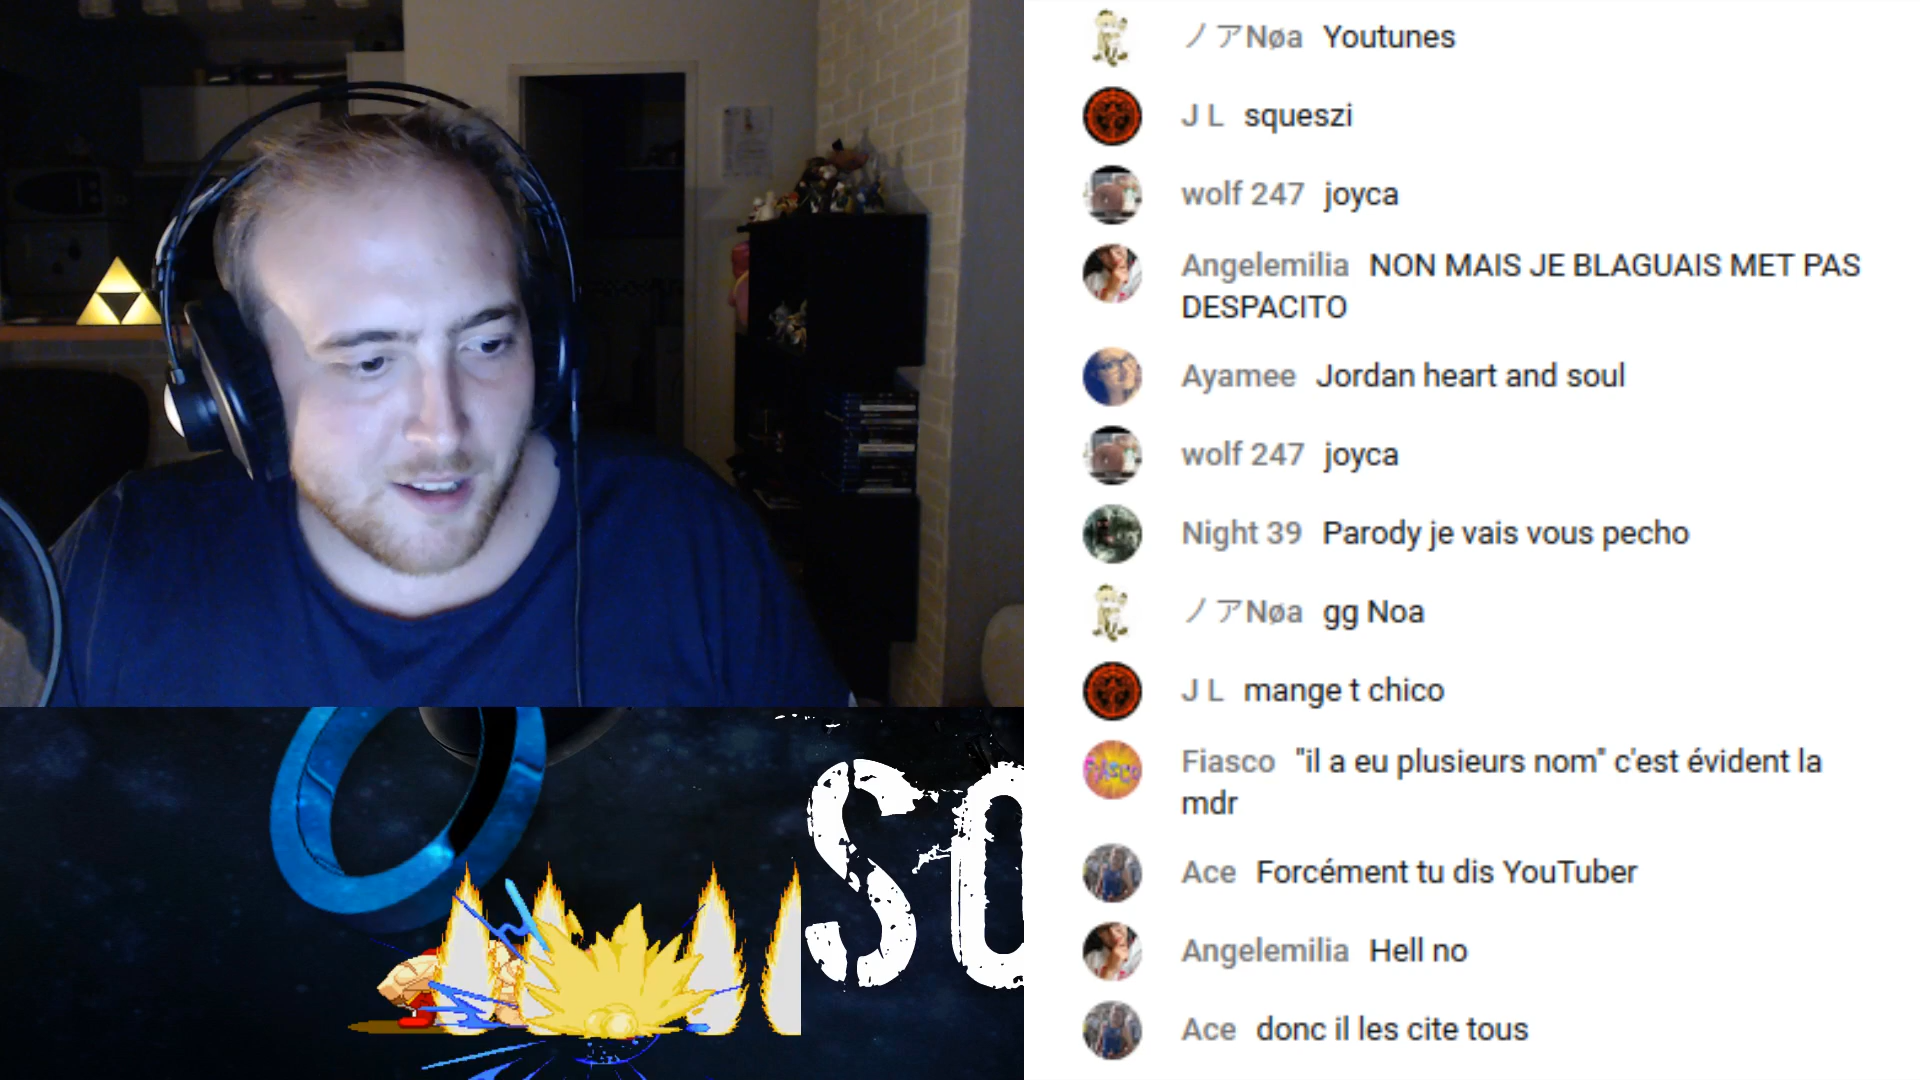 ノアNøa Youtunes
J L squeszi
wolf 247 joyca
Angelemilia NON MAIS JE BLAGUAIS MET PAS
DESPACITO
Ayamee Jordan heart and soul
wolf 247 joyca
Night 39 Parody je vais vous pecho
ノアNøa gg Noa
J L mange t chico
Fiasco "il a eu plusieurs nom" c'est évident la
mdr
Ace Forcément tu dis YouTuber
Angelemilia Hell no
Ace donc il les cite tous
SO